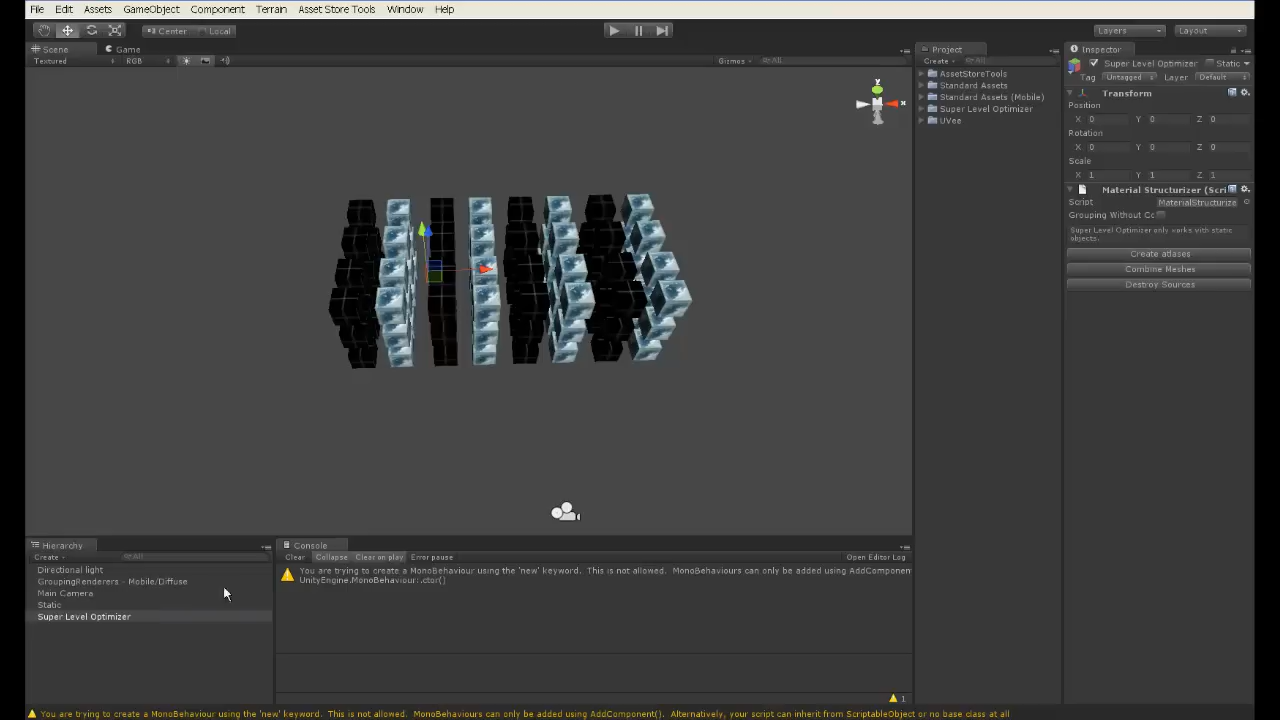 File Edit Assets GameObject Component Terrain Asset Store Tools Window Help
Center Local Layers Layout
Scene Game Project Inspector
Textured RGB Gizmos All Create All
Super Level Optimizer Static
Tag Untagged Layer Default
AssetStoreTools
Standard Assets
Standard Assets (Mobile)
Super Level Optimizer
UVee
Transform
Position
X 0 Y 0 Z 0
Rotation
X 0 Y 0 Z 0
Scale
X 1 Y 1 Z 1
Material Structurizer (Scri
Script MaterialStructurize
Grouping Without Cc
Super Level Optimizer only works with static
objects.
Create atlases
Combine Meshes
Destroy Sources
y
x
Hierarchy
Create All
Directional light
GroupingRenderers - Mobile/Diffuse
Main Camera
Static
Super Level Optimizer
Console
Clear Collapse Clear on play Error pause Open Editor Log
You are trying to create a MonoBehaviour using the 'new' keyword. This is not allowed. MonoBehaviours can only be added using AddComponen
UnityEngine.MonoBehaviour:.ctor()
1
You are trying to create a MonoBehaviour using the 'new' keyword. This is not allowed. MonoBehaviours can only be added using AddComponent(). Alternatively, your script can inherit from ScriptableObject or no base class at all